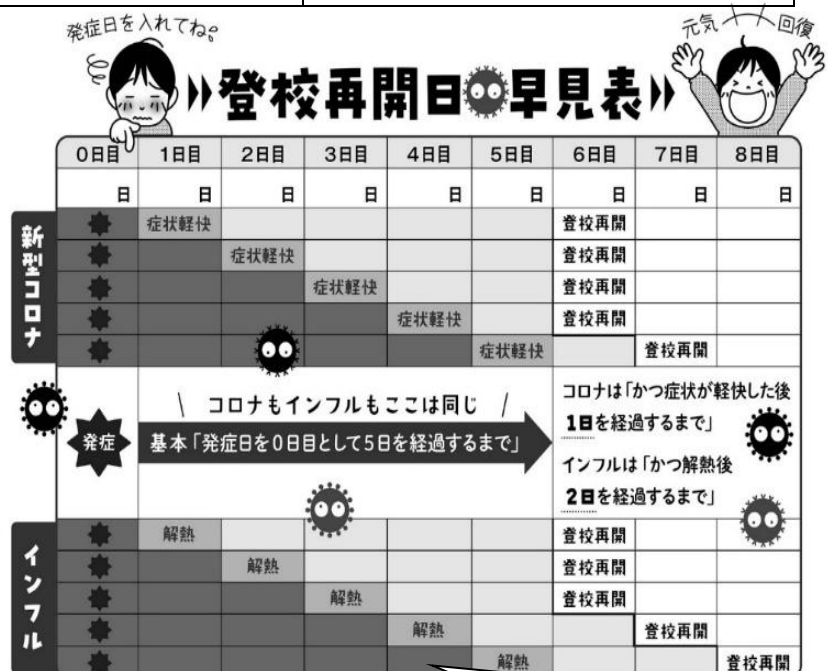 発症日を入れてね。
元気 回復
登校再開日早見表
0日目 1日目 2日目 3日目 4日目 5日目 6日目 7日目 8日目
日 日 日 日 日 日 日 日 日
新型コロナ
症状軽快 登校再開
症状軽快 登校再開
症状軽快 登校再開
症状軽快 登校再開
症状軽快 登校再開
発症
コロナもインフルもここは同じ
基本「発症日を0日目として5日を経過するまで」
コロナは「かつ症状が軽快した後
1日を経過するまで」
インフルは「かつ解熱後
2日を経過するまで」
インフル
解熱 登校再開
解熱 登校再開
解熱 登校再開
解熱 登校再開
解熱 登校再開